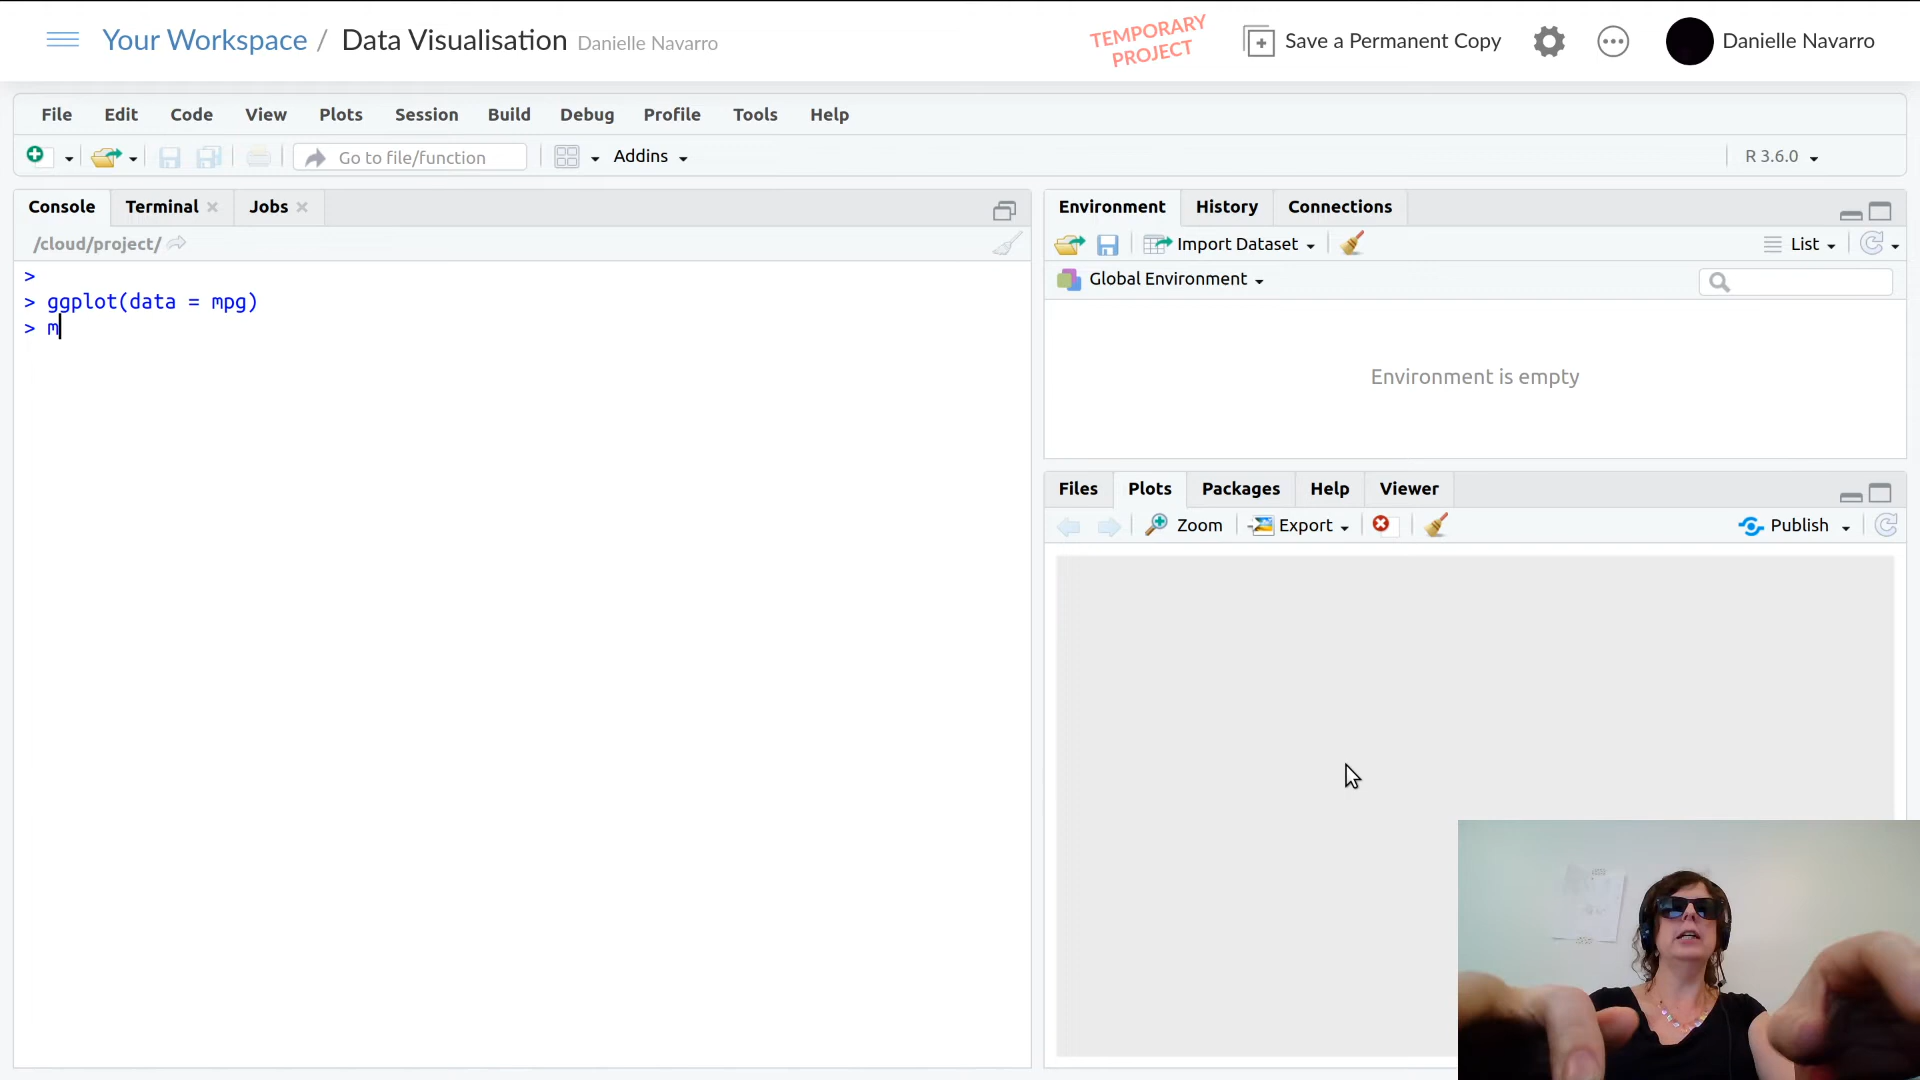 Your Workspace / Data Visualisation Danielle Navarro
TEMPORARY
PROJECT
Save a Permanent Copy
Danielle Navarro
File Edit Code View Plots Session Build Debug Profile Tools Help
Go to file/function
Addins
R 3.6.0
Console Terminal Jobs
/cloud/project/
>
> ggplot(data = mpg)
> m
Environment History Connections
Import Dataset
List
Global Environment
Environment is empty
Files Plots Packages Help Viewer
Zoom Export Publish